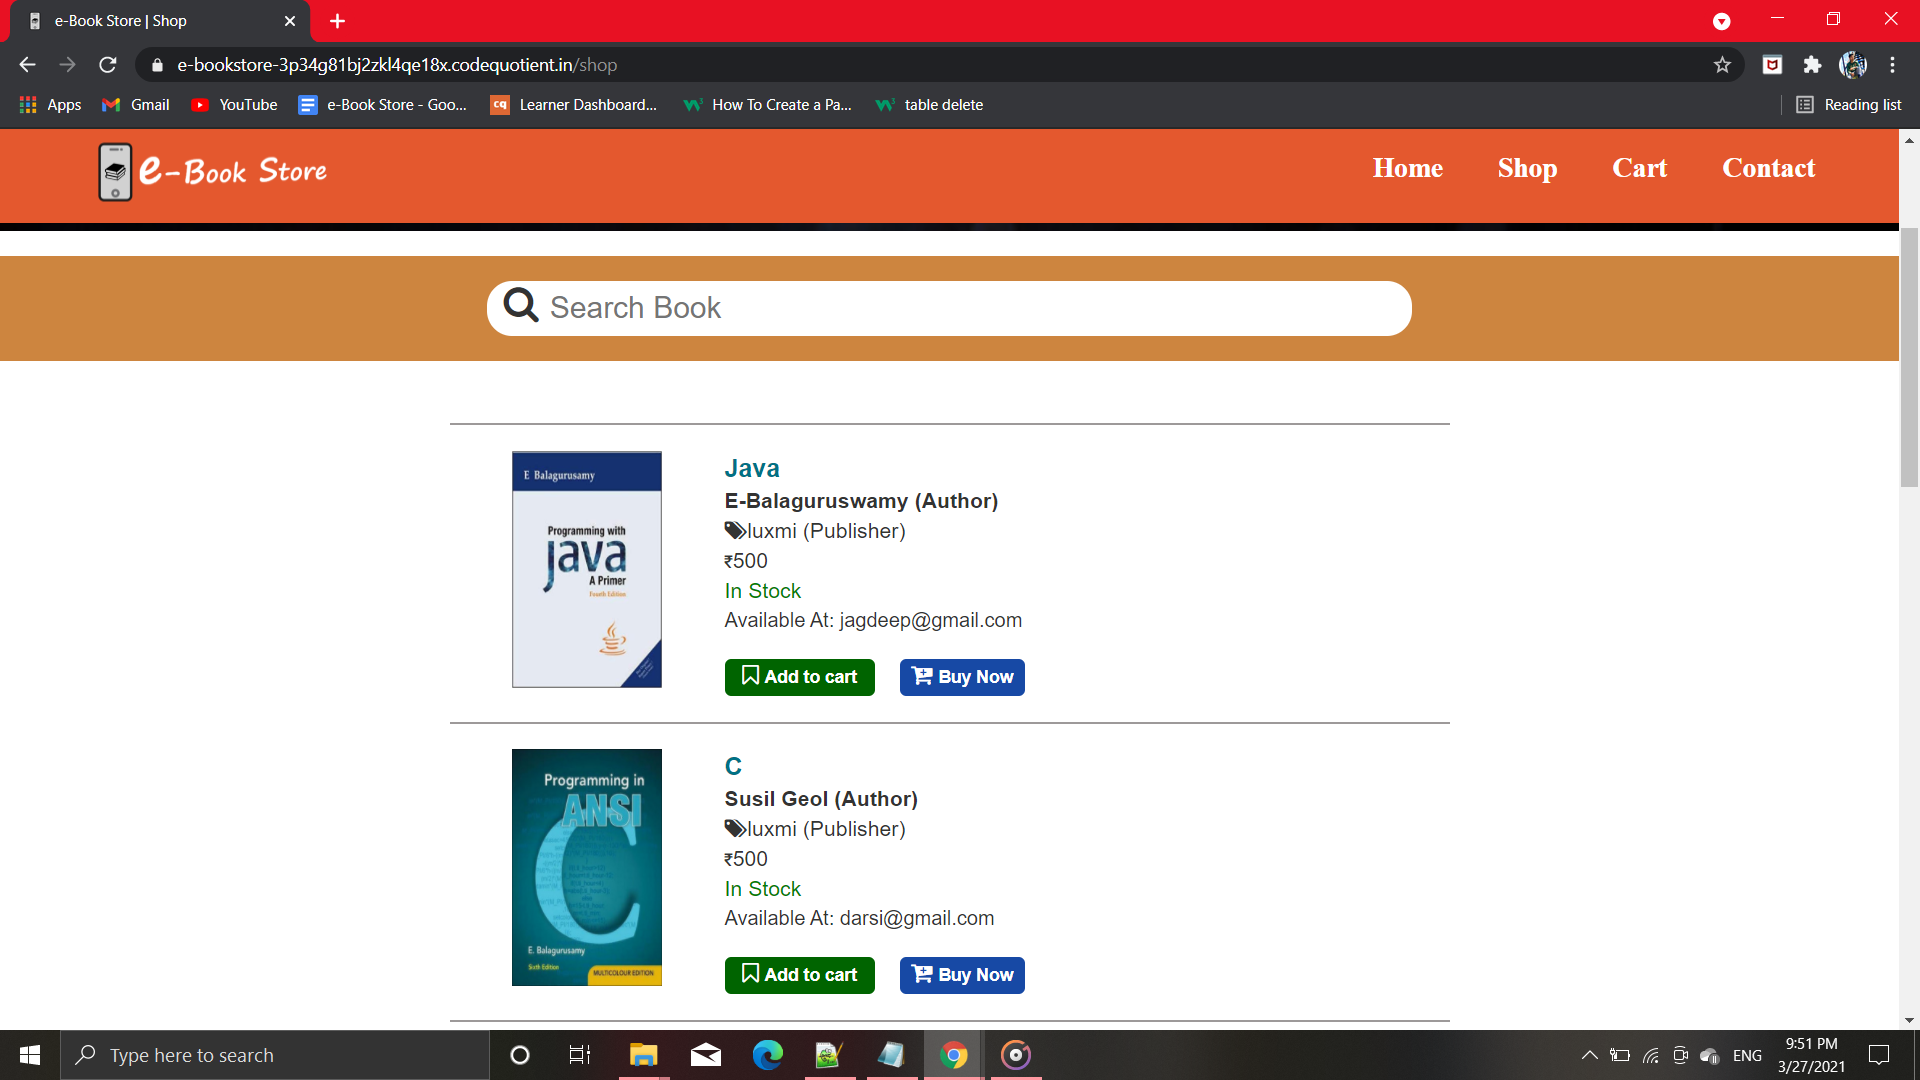 e-Book Store | Shop
e-bookstore-3p34g81bj2zkl4qe18x.codequotient.in/shop
Apps
Gmail
YouTube
e-Book Store - Goo...
cq
Learner Dashboard...
How To Create a Pa...
table delete
Reading list
e-Book Store
Home
Shop
Cart
Contact
Search Book
E Balagurusamy
Programming with
java
A Primer
Fourth Edition
Java
E-Balaguruswamy (Author)
luxmi (Publisher)
₹500
In Stock
Available At: jagdeep@gmail.com
Add to cart
Buy Now
Programming in
ANSI
C
E. Balagurusamy
Sixth Edition
MULTICOLOUR EDITION
C
Susil Geol (Author)
luxmi (Publisher)
₹500
In Stock
Available At: darsi@gmail.com
Add to cart
Buy Now
Type here to search
ENG
9:51 PM
3/27/2021